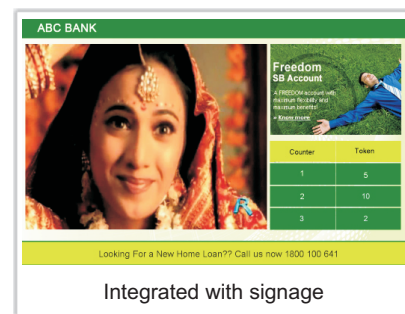 ABC BANK
Freedom
SB Account
A FREEDOM account with
maximum flexibility and
maximum benefits!
» Know more
Counter Token
1 5
2 10
3 2
Looking For a New Home Loan?? Call us now 1800 100 641
Integrated with signage